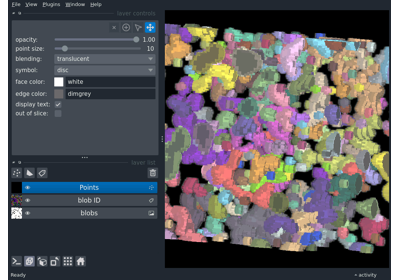 File View Plugins Window Help
layer controls
opacity: 1.00
point size: 10
blending: translucent
symbol: disc
face color: white
edge color: dimgrey
display text:
out of slice:
layer list
Points
blob ID
blobs
Ready
activity